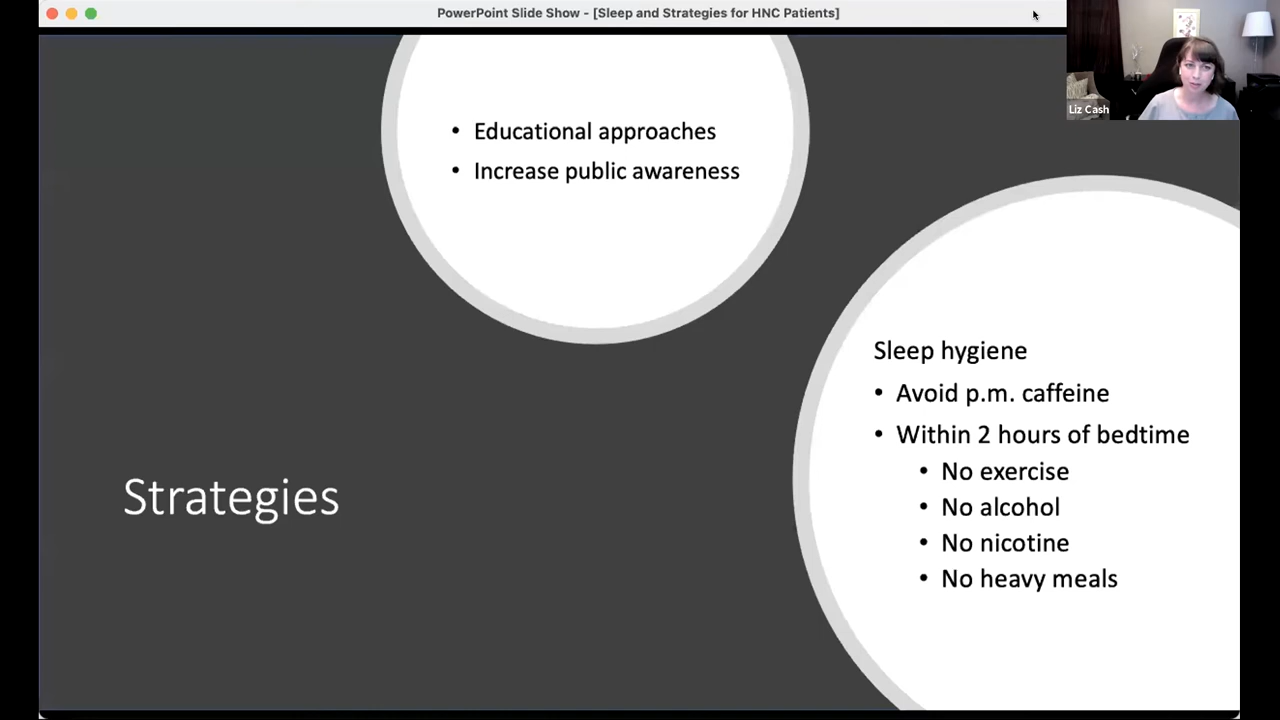 PowerPoint Slide Show - [Sleep and Strategies for HNC Patients]
Liz Cash
• Educational approaches
• Increase public awareness
Sleep hygiene
• Avoid p.m. caffeine
• Within 2 hours of bedtime
• No exercise
• No alcohol
• No nicotine
• No heavy meals
Strategies